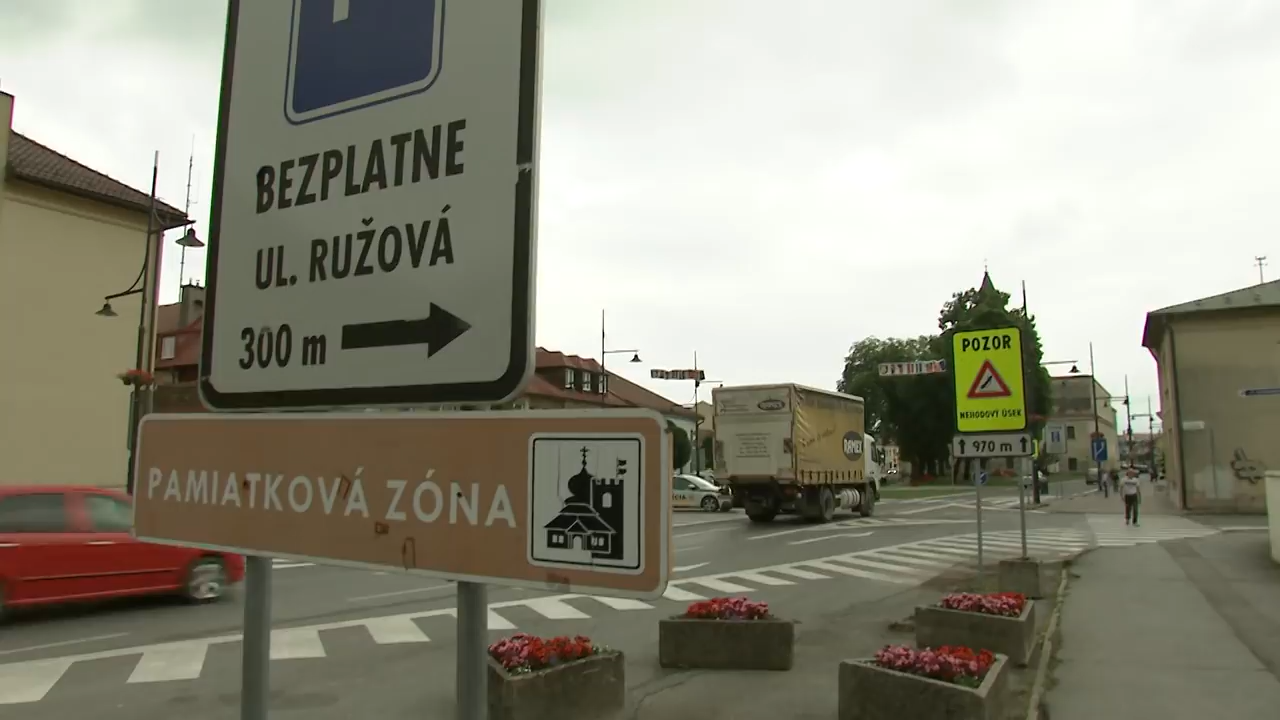 BEZPLATNE
UL. RUŽOVÁ
300 m
PAMIATKOVÁ ZÓNA
POZOR
NEHODOVÝ ÚSEK
970 m